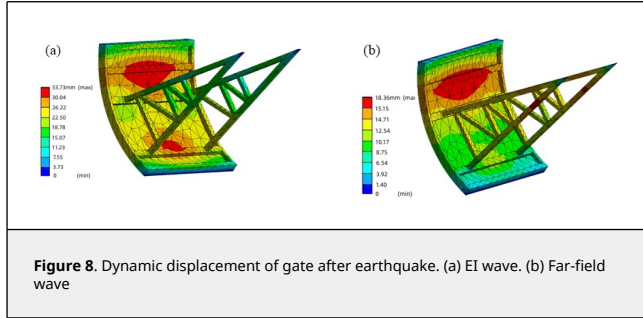 (a)
33.73mm (max)
30.04
26.22
22.50
18.78
15.07
11.23
7.55
3.73
0 (min)
(b)
18.36mm (ma
15.15
14.71
12.54
10.17
8.75
6.54
3.92
1.40
0 (min)
Figure 8. Dynamic displacement of gate after earthquake. (a) EI wave. (b) Far-field
wave